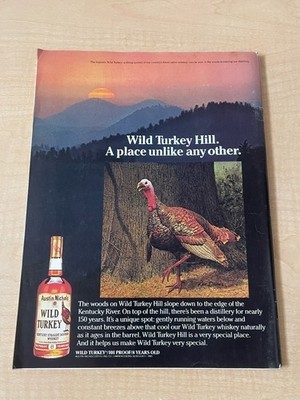 Wild Turkey Hill.
A place unlike any other.
Austin Nichols
WILD
TURKEY
The woods on Wild Turkey Hill slope down to the edge of the
Kentucky River. On top of the hill, there's been a distillery for nearly
150 years. It's a unique spot: gently running waters below and
constant breezes above that cool our Wild Turkey whiskey naturally
as it ages in the barrel. Wild Turkey Hill is a very special place.
And it helps us make Wild Turkey very special.
WILD TURKEY®/101 PROOF/8 YEARS OLD